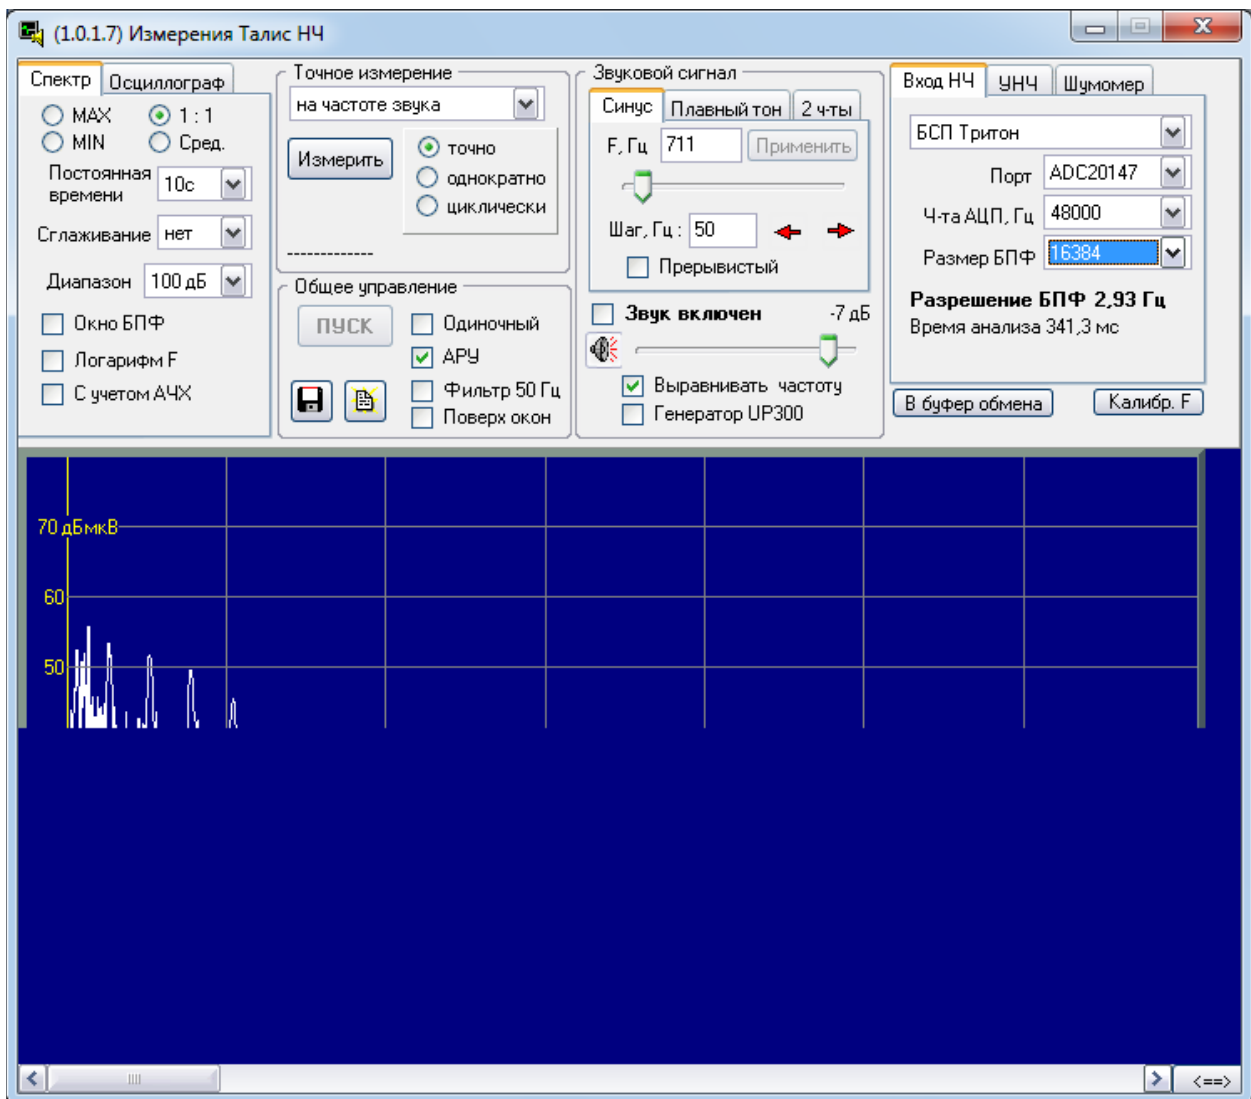 (1.0.1.7) Измерения Талис НЧ
Спектр Осциллограф
MAX 1 : 1
MIN Сред.
Постоянная времени 10с
Сглаживание нет
Диапазон 100 дБ
Окно БПФ
Логарифм F
С учетом АЧХ
Точное измерение
на частоте звука
Измерить
точно
однократно
циклически
-------------
Общее управление
ПУСК
Одиночный
АРУ
Фильтр 50 Гц
Поверх окон
Звуковой сигнал
Синус Плавный тон 2 ч-ты
F, Гц 711 Применить
Шаг, Гц : 50
Прерывистый
Звук включен -7 дБ
Выравнивать частоту
Генератор UP300
Вход НЧ УНЧ Шумомер
БСП Тритон
Порт ADC20147
Ч-та АЦП, Гц 48000
Размер БПФ 16384
Разрешение БПФ 2,93 Гц
Время анализа 341,3 мс
В буфер обмена Калибр. F
70 дБмкВ
60
50
<==>